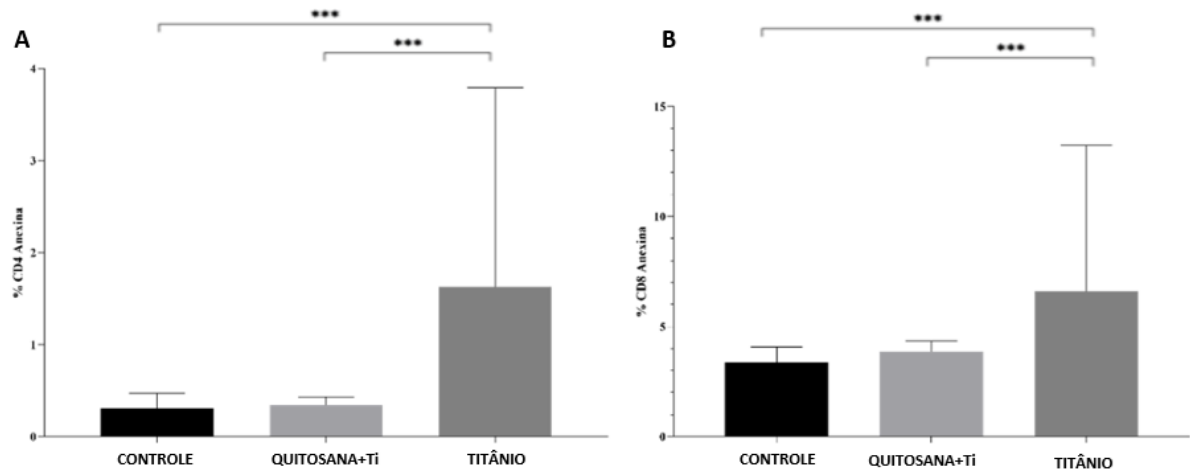 A
***
***
4
3
2
1
0
% CD4 Anexina
CONTROLE
QUITOSANA+Ti
TITÂNIO
B
***
***
15
10
5
0
% CD8 Anexina
CONTROLE
QUITOSANA+Ti
TITÂNIO